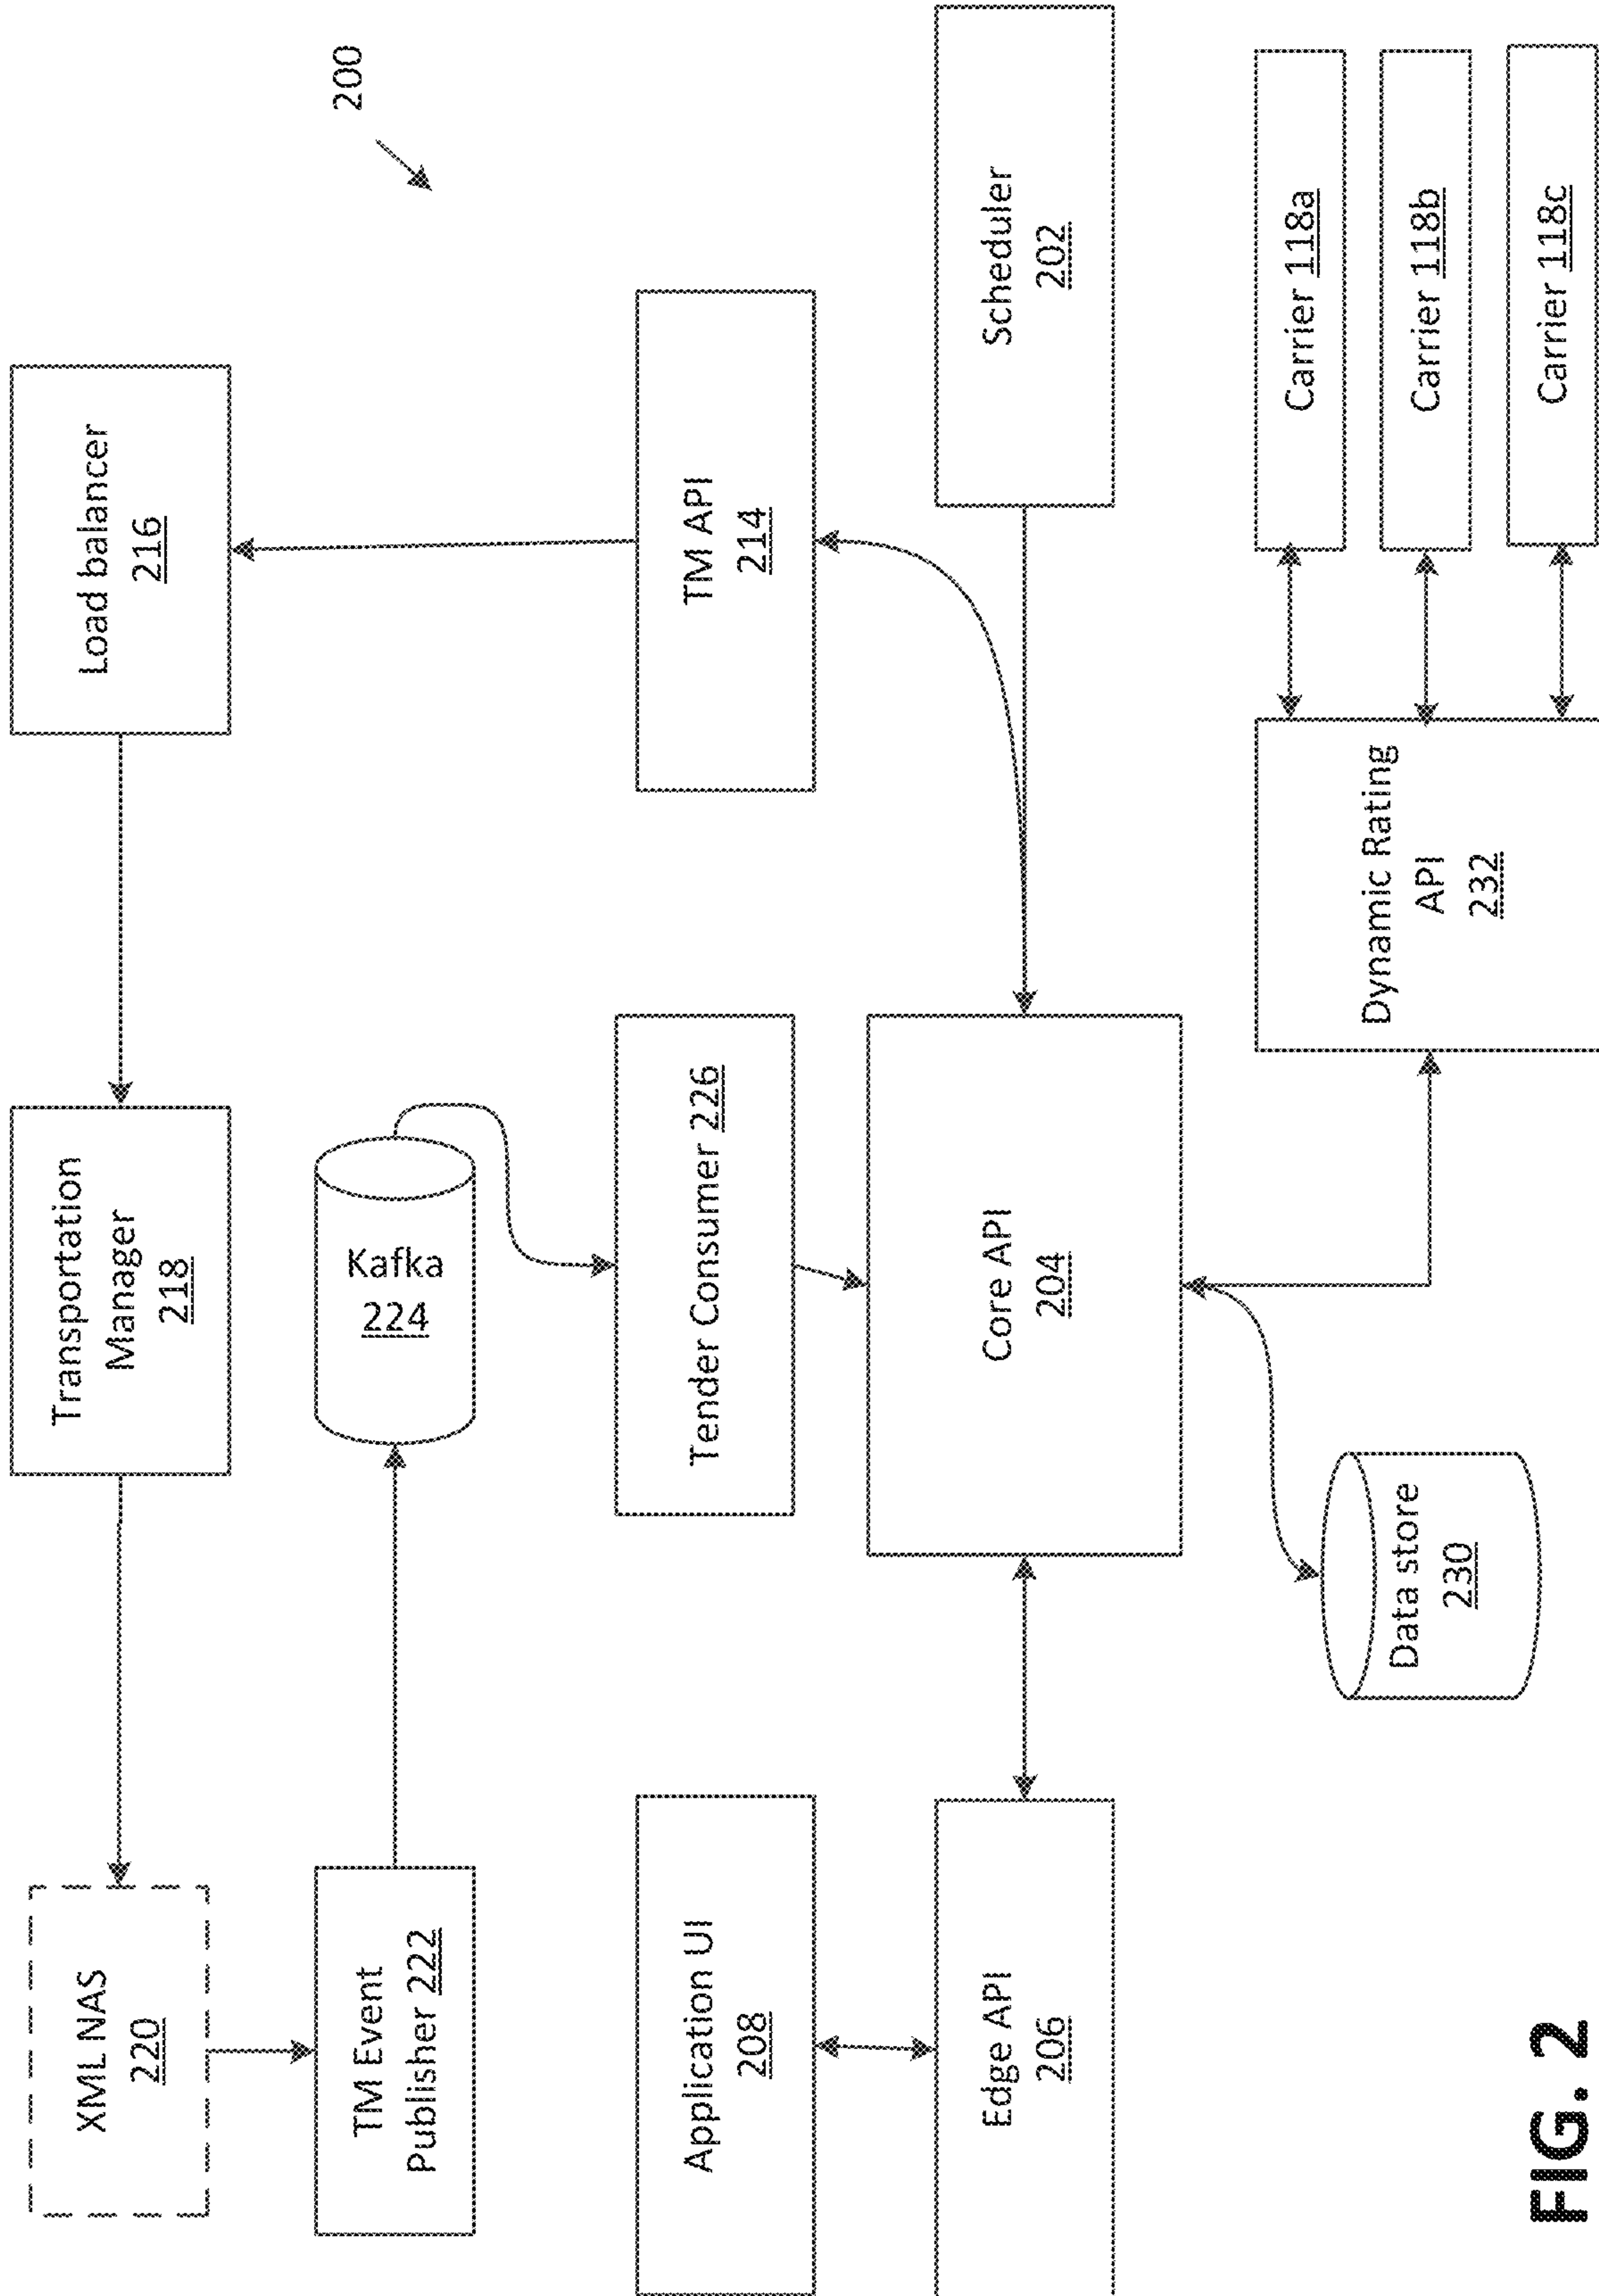 200
XML NAS
220
Transportation
Manager
218
Load balancer
216
TM Event
Publisher 222
Kafka
224
Application UI
208
Tender Consumer 226
TM API
214
Edge API
206
Core API
204
Scheduler
202
Data store
230
Dynamic Rating
API
232
Carrier 118a
Carrier 118b
Carrier 118c
FIG. 2